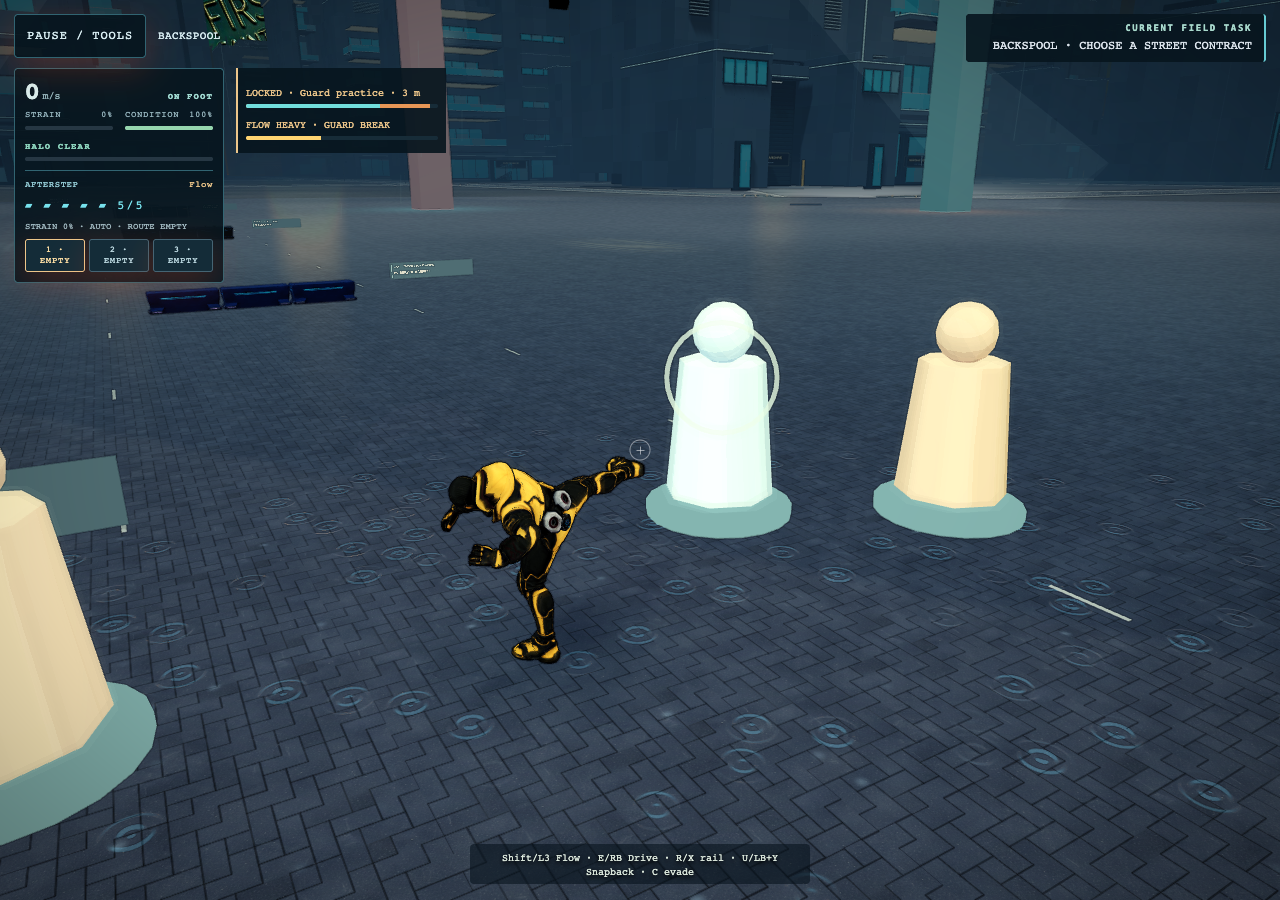 FIRS
PAUSE / TOOLS
BACKSPOOL
CURRENT FIELD TASK
BACKSPOOL · CHOOSE A STREET CONTRACT
0 m/s
ON FOOT
STRAIN 0%
CONDITION 100%
HALO CLEAR
AFTERSTEP
Flow
5/5
STRAIN 0% · AUTO · ROUTE EMPTY
1 ·
EMPTY
2 ·
EMPTY
3 ·
EMPTY
LOCKED · Guard practice · 3 m
FLOW HEAVY · GUARD BREAK
Shift/L3 Flow · E/RB Drive · R/X rail · U/LB+Y
Snapback · C evade